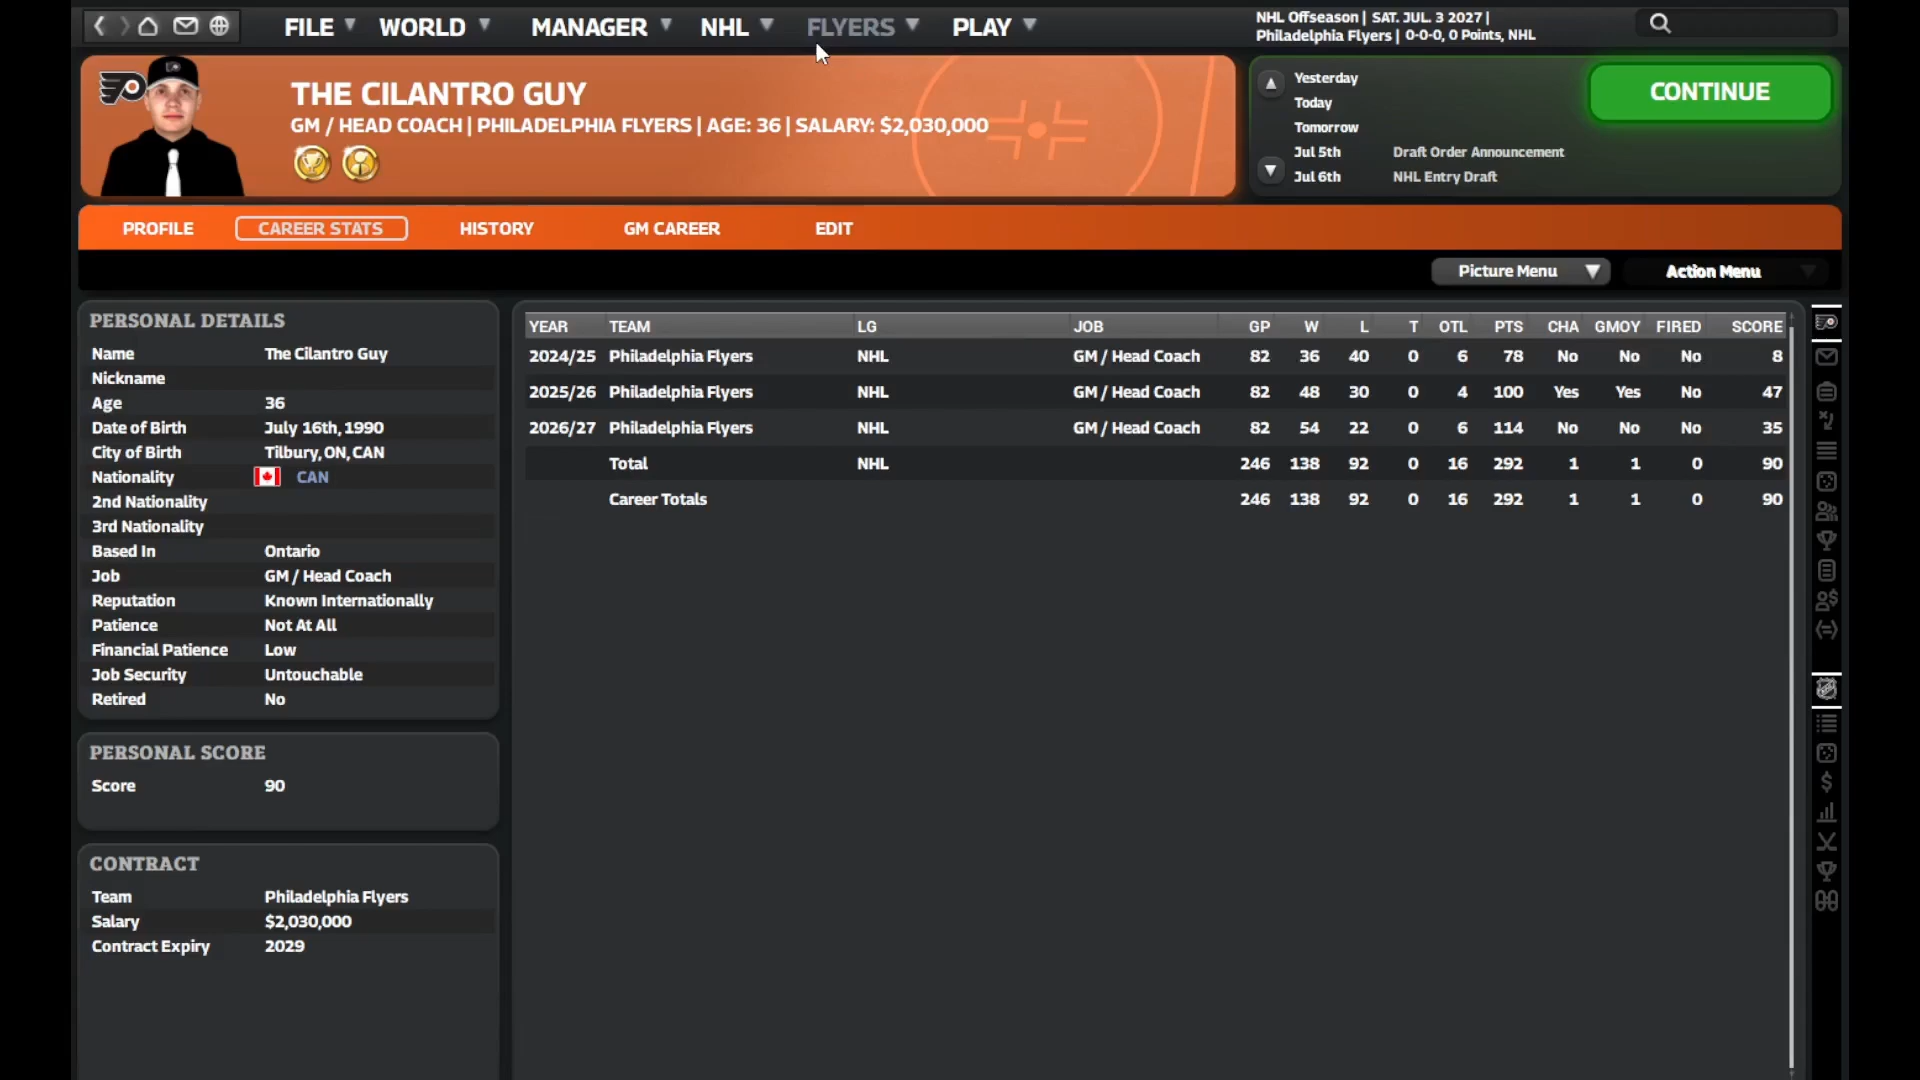 FILE WORLD MANAGER NHL FLYERS PLAY
NHL Offseason | SAT. JUL. 3 2027 |
Philadelphia Flyers | 0-0-0, 0 Points, NHL
THE CILANTRO GUY
GM / HEAD COACH | PHILADELPHIA FLYERS | AGE: 36 | SALARY: $2,030,000
Yesterday
Today
Tomorrow
Jul 5th Draft Order Announcement
Jul 6th NHL Entry Draft
CONTINUE
PROFILE CAREER STATS HISTORY GM CAREER EDIT
Picture Menu Action Menu
PERSONAL DETAILS
Name The Cilantro Guy
Nickname
Age 36
Date of Birth July 16th, 1990
City of Birth Tilbury, ON, CAN
Nationality CAN
2nd Nationality
3rd Nationality
Based In Ontario
Job GM / Head Coach
Reputation Known Internationally
Patience Not At All
Financial Patience Low
Job Security Untouchable
Retired No
PERSONAL SCORE
Score 90
CONTRACT
Team Philadelphia Flyers
Salary $2,030,000
Contract Expiry 2029
YEAR TEAM LG JOB GP W L T OTL PTS CHA GMOY FIRED SCORE
2024/25 Philadelphia Flyers NHL GM / Head Coach 82 36 40 0 6 78 No No No 8
2025/26 Philadelphia Flyers NHL GM / Head Coach 82 48 30 0 4 100 Yes Yes No 47
2026/27 Philadelphia Flyers NHL GM / Head Coach 82 54 22 0 6 114 No No No 35
Total NHL 246 138 92 0 16 292 1 1 0 90
Career Totals 246 138 92 0 16 292 1 1 0 90